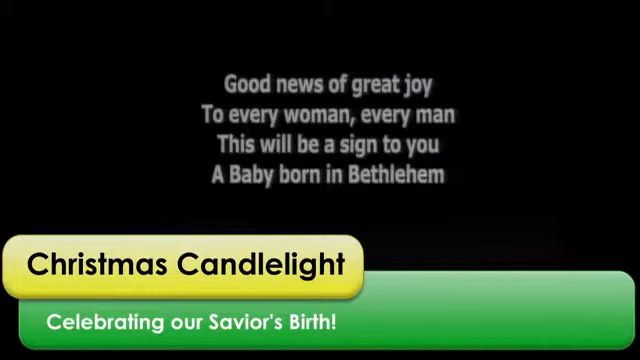 Good news of great joy
To every woman, every man
This will be a sign to you
A Baby born in Bethlehem
Christmas Candlelight
Celebrating our Savior's Birth!